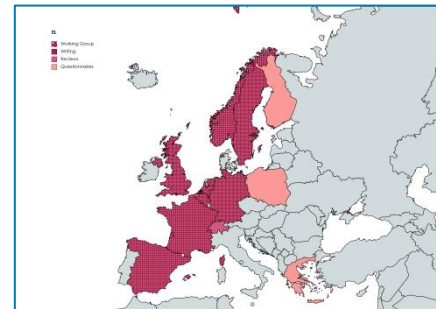 EL
Working Group
Writing
Reviews
Questionnaires